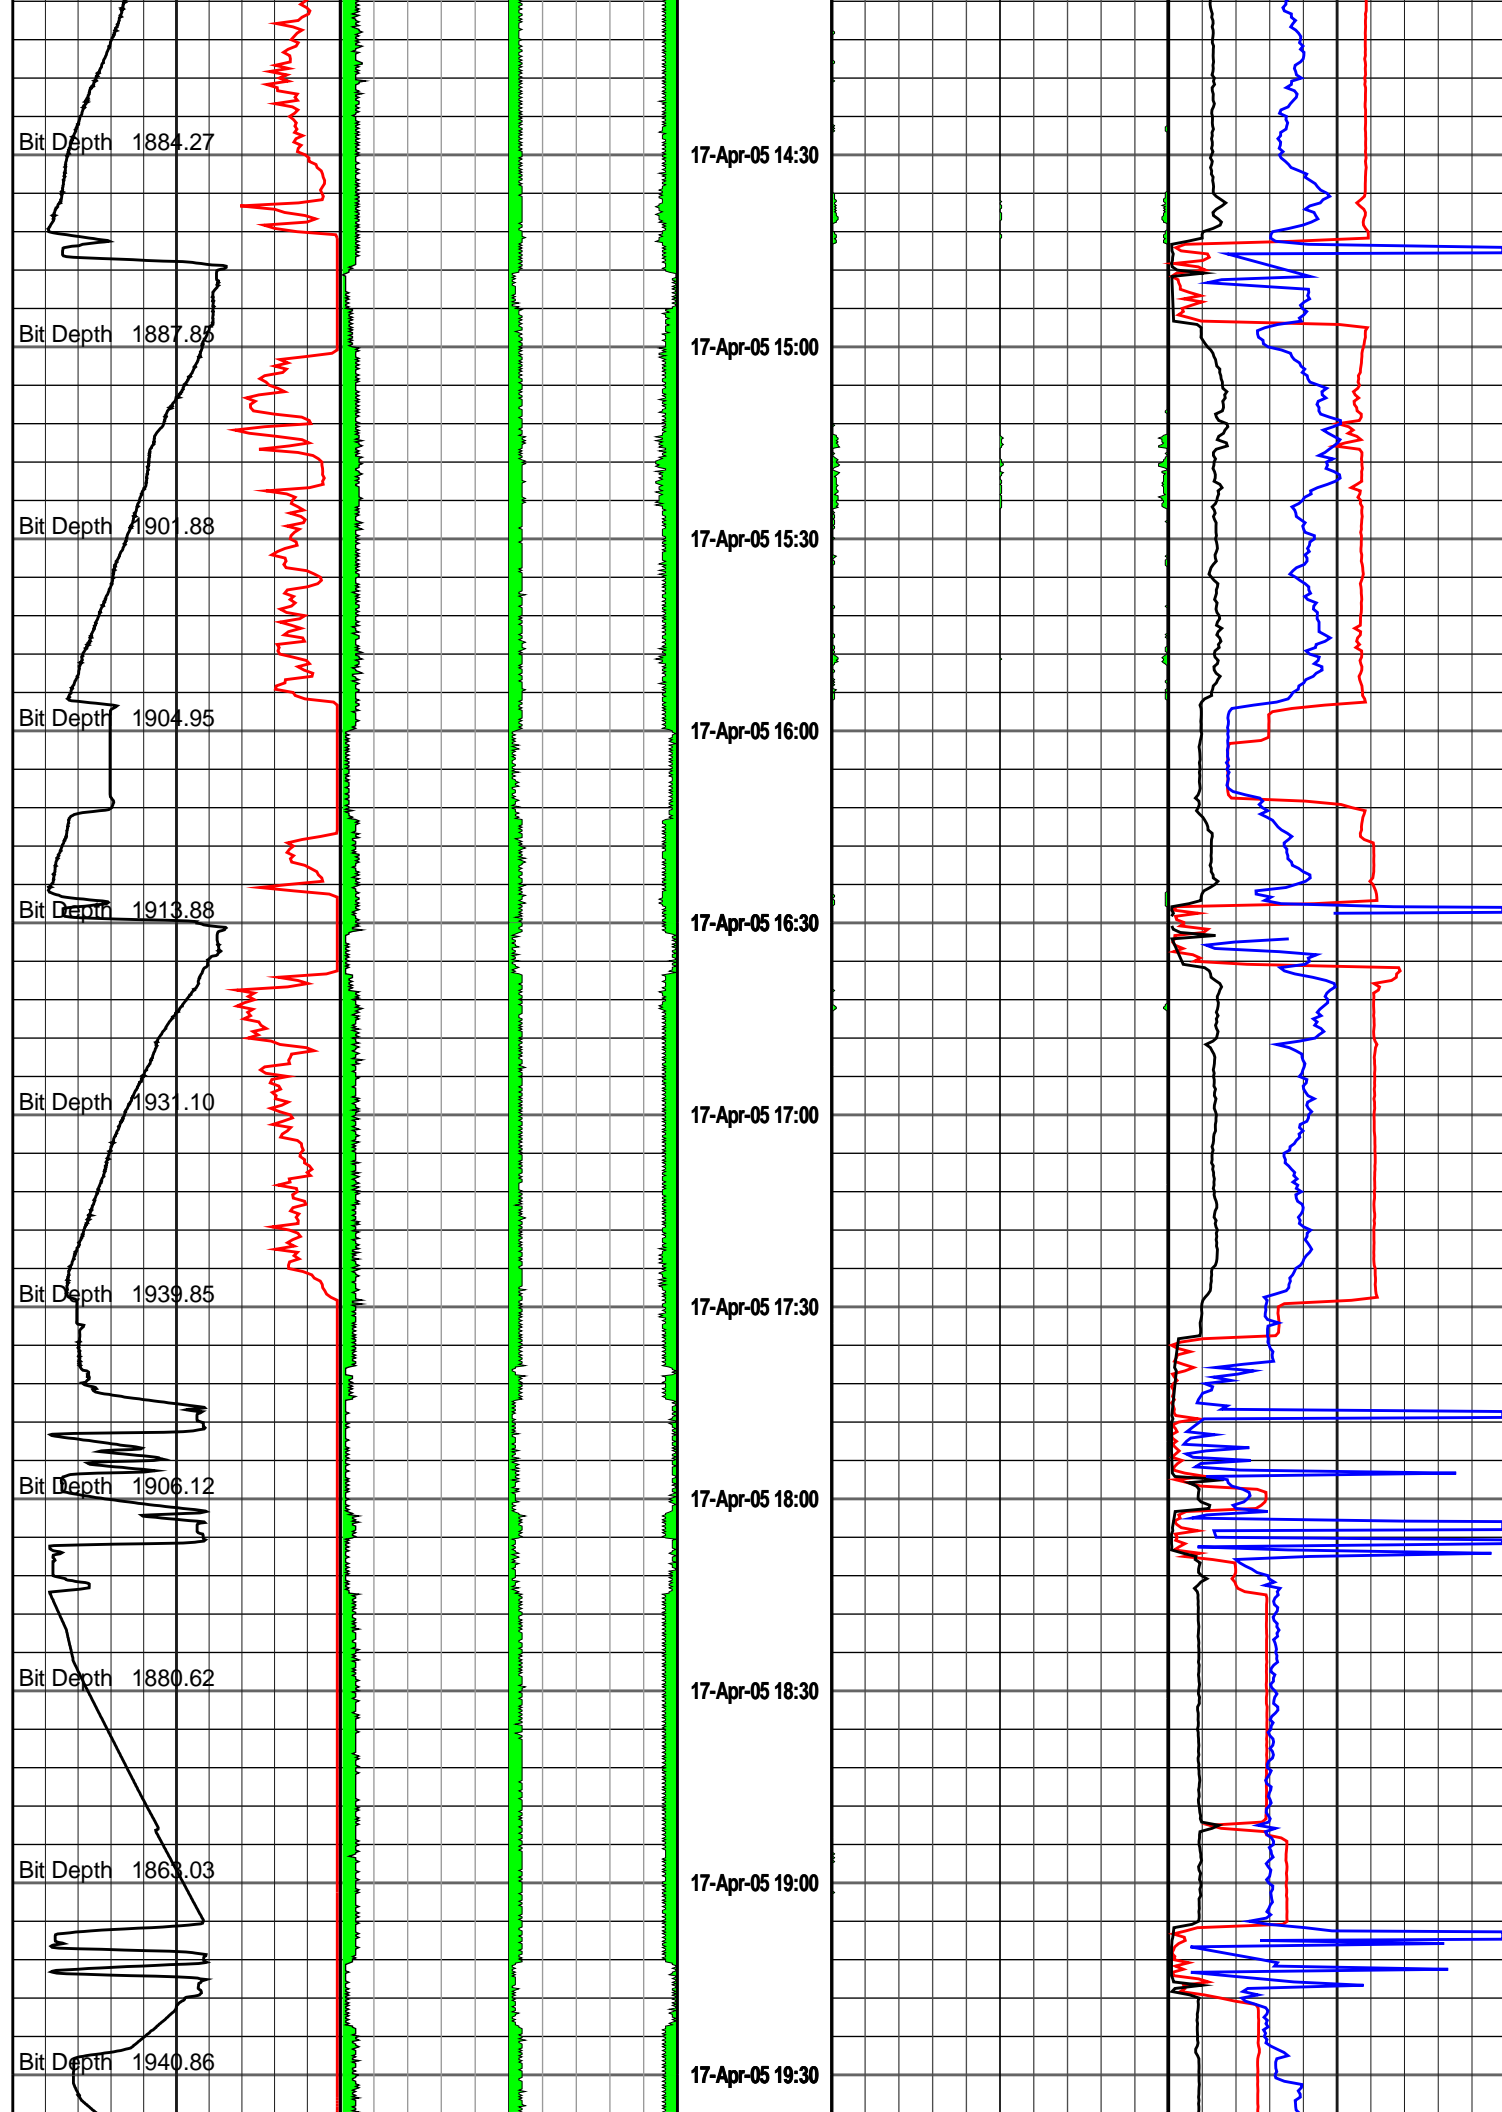 Bit Depth 1884.27
17-Apr-05 14:30
Bit Depth 1887.85
17-Apr-05 15:00
Bit Depth 1901.88
17-Apr-05 15:30
Bit Depth 1904.95
17-Apr-05 16:00
Bit Depth 1913.88
17-Apr-05 16:30
Bit Depth 1931.10
17-Apr-05 17:00
Bit Depth 1939.85
17-Apr-05 17:30
Bit Depth 1906.12
17-Apr-05 18:00
Bit Depth 1880.62
17-Apr-05 18:30
Bit Depth 1863.03
17-Apr-05 19:00
Bit Depth 1940.86
17-Apr-05 19:30